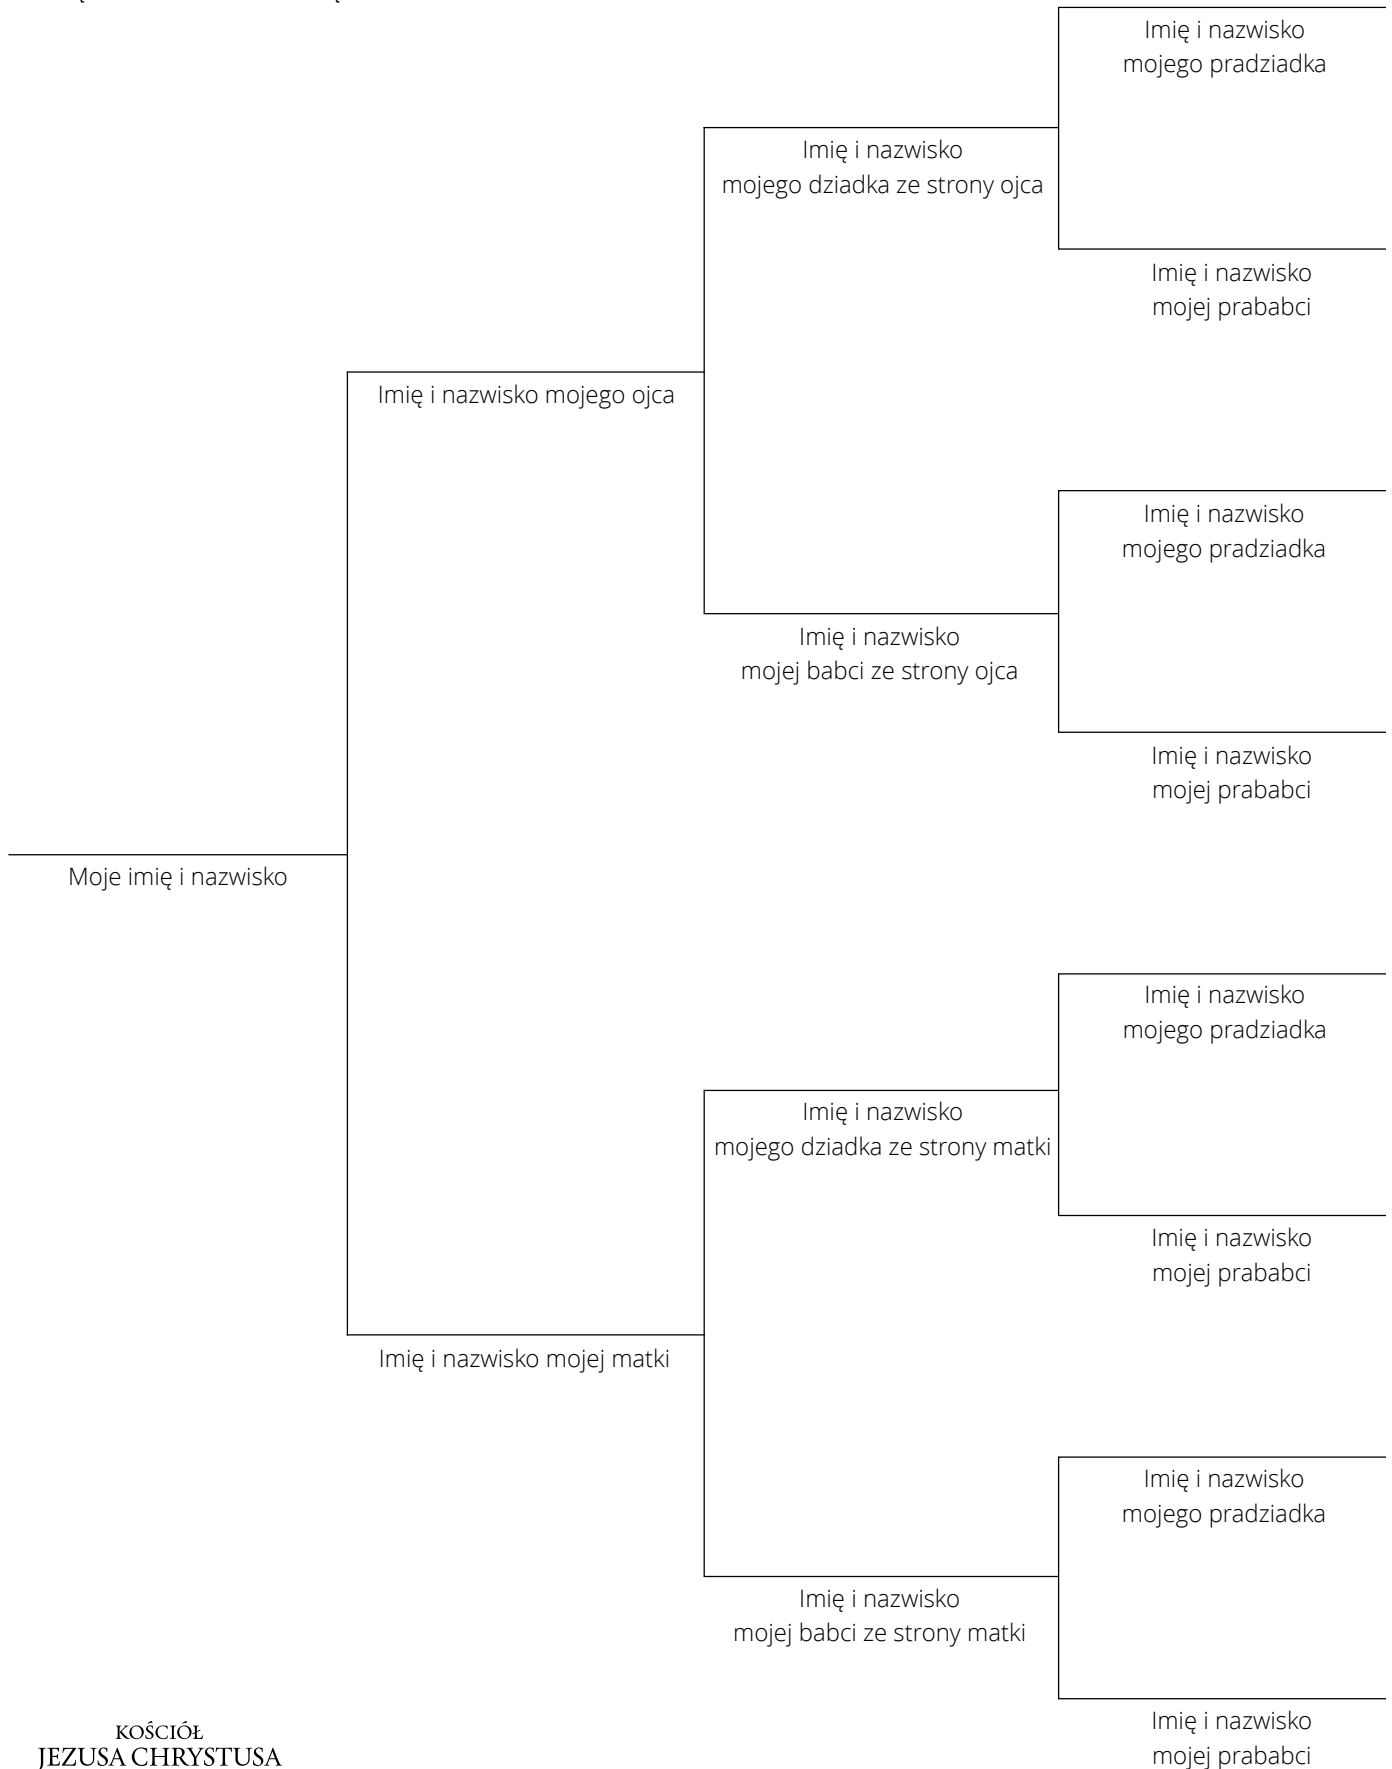 Imię i nazwisko
mojego pradziadka
Imię i nazwisko
mojego dziadka ze strony ojca
Imię i nazwisko
mojej prababci
Imię i nazwisko mojego ojca
Imię i nazwisko
mojego pradziadka
Imię i nazwisko
mojej babci ze strony ojca
Imię i nazwisko
mojej prababci
Moje imię i nazwisko
Imię i nazwisko
mojego pradziadka
Imię i nazwisko
mojego dziadka ze strony matki
Imię i nazwisko
mojej prababci
Imię i nazwisko mojej matki
Imię i nazwisko
mojego pradziadka
Imię i nazwisko
mojej babci ze strony matki
Imię i nazwisko
mojej prababci
KOŚCIÓŁ
JEZUSA CHRYSTUSA